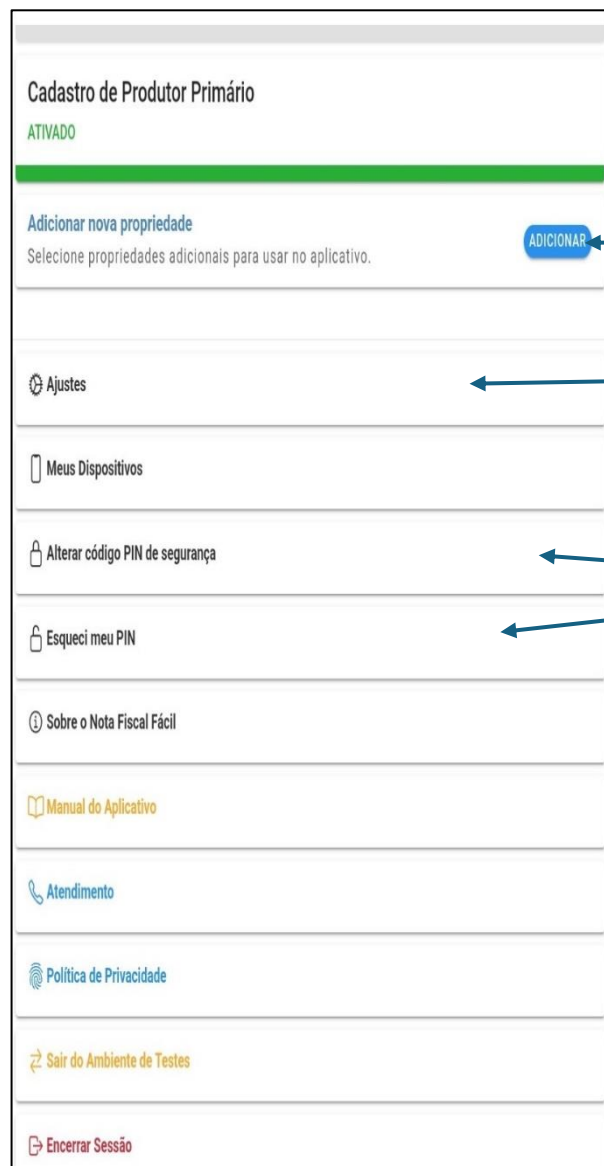 Cadastro de Produtor Primário
ATIVADO
Adicionar nova propriedade
Selecione propriedades adicionais para usar no aplicativo.
ADICIONAR
Ajustes
Meus Dispositivos
Alterar código PIN de segurança
Esqueci meu PIN
Sobre o Nota Fiscal Fácil
Manual do Aplicativo
Atendimento
Política de Privacidade
Sair do Ambiente de Testes
Encerrar Sessão